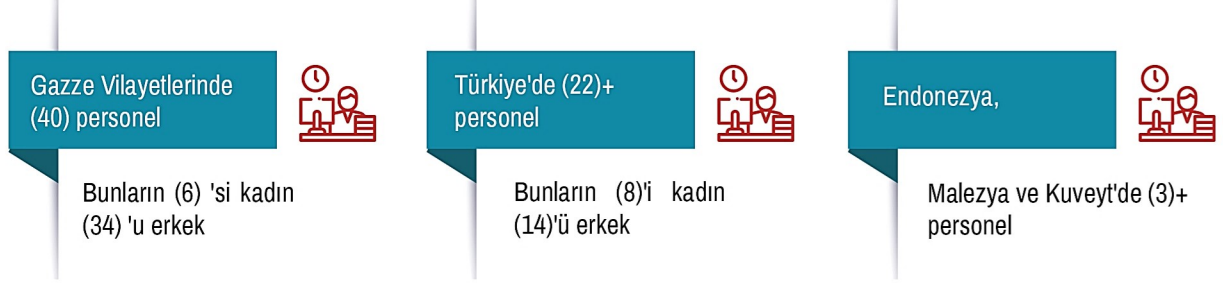 Gazze Vilayetlerinde
(40) personel
Bunların (6) 'si kadın
(34) 'u erkek
Türkiye'de (22)+
personel
Bunların (8)'i kadın
(14)'ü erkek
Endonezya,
Malezya ve Kuveyt'de (3)+
personel